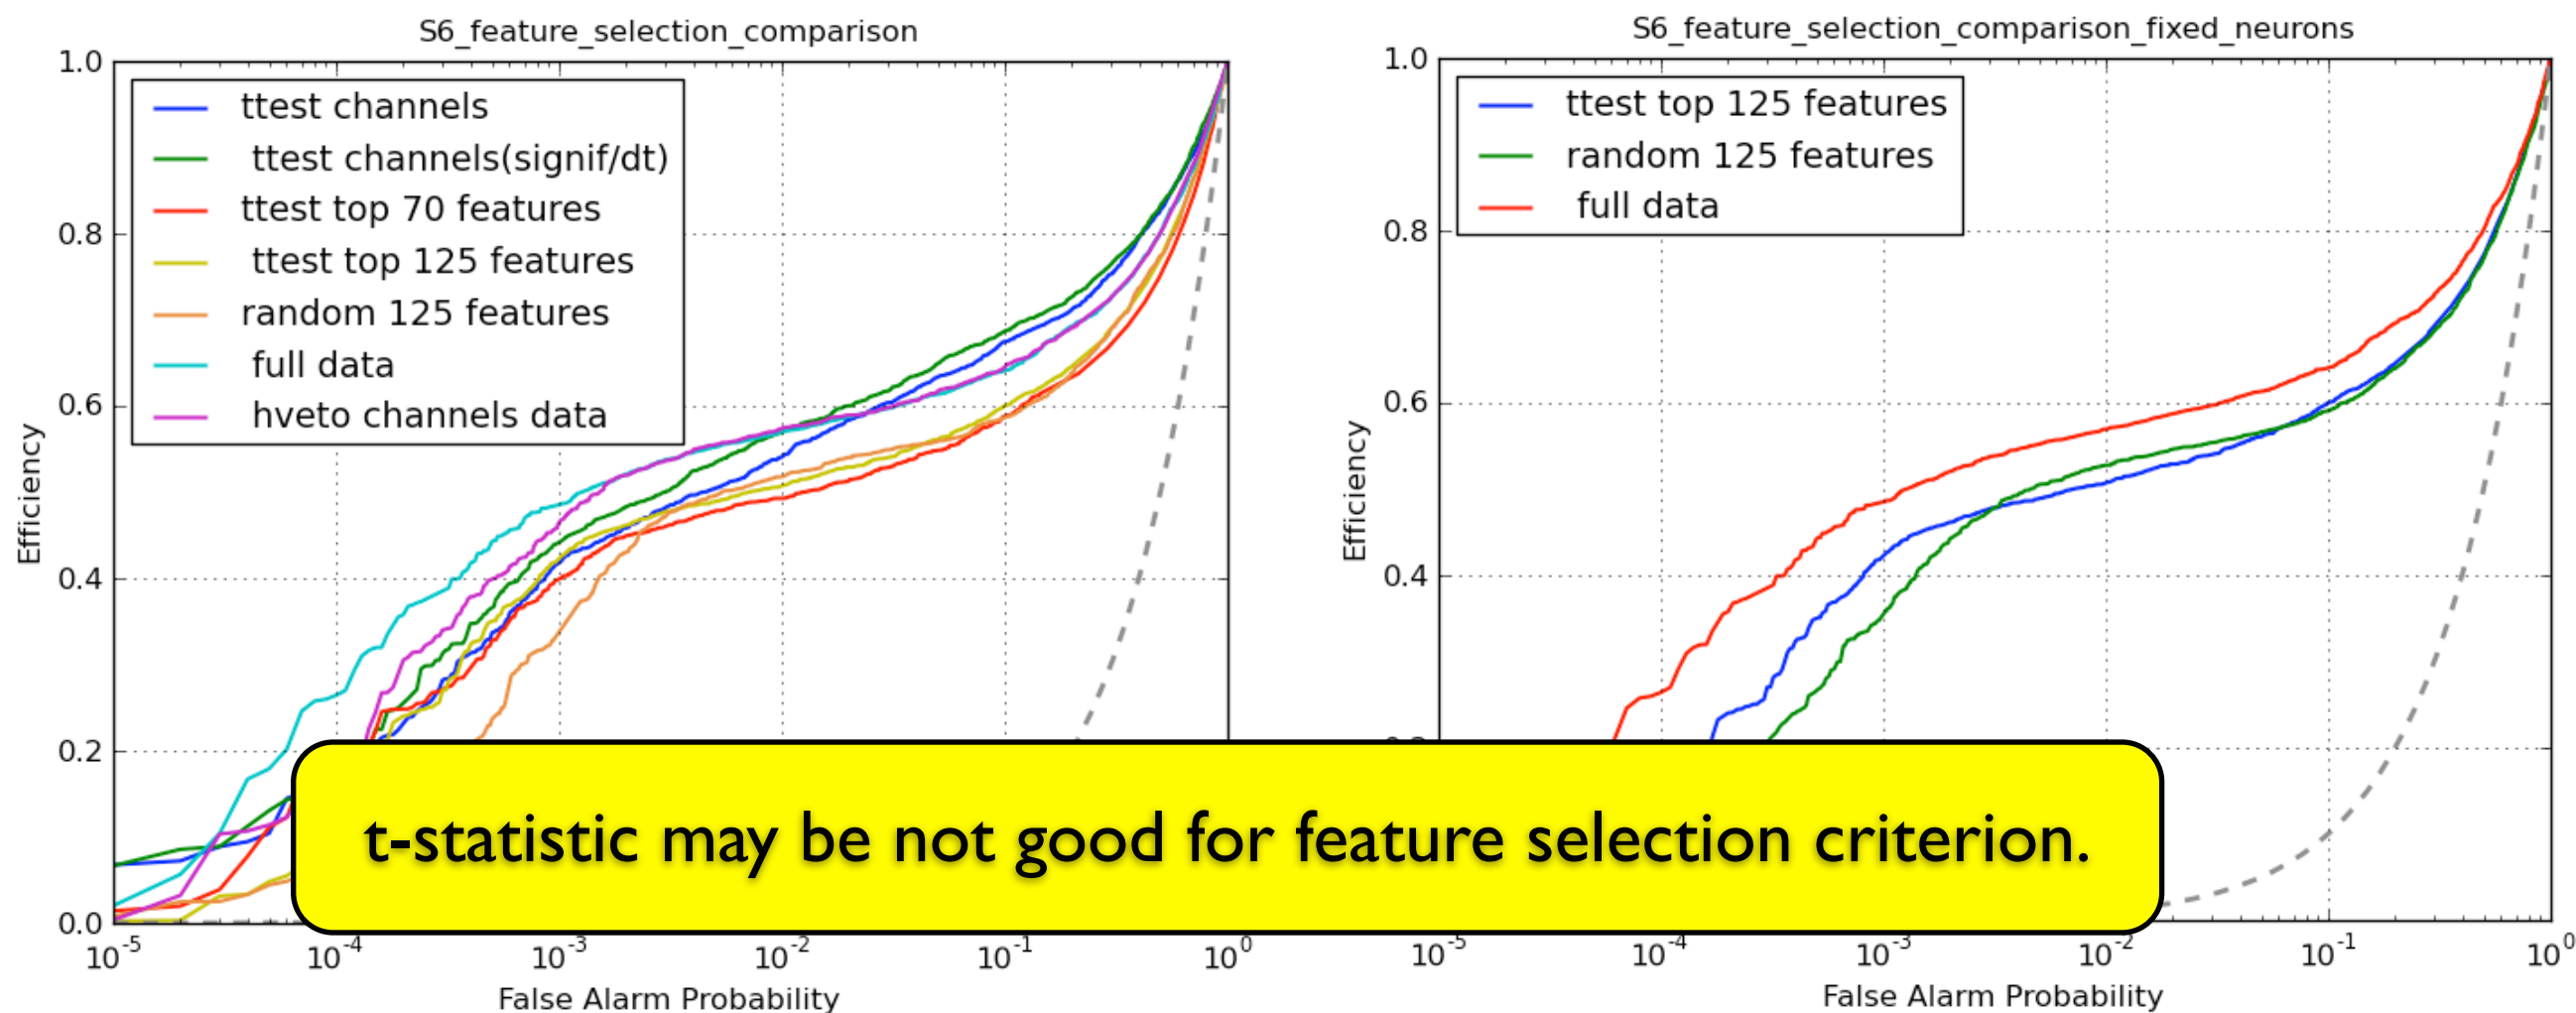 S6_feature_selection_comparison
1.0
0.8
0.6
0.4
0.2
0.0
Efficiency
ttest channels
ttest channels(signif/dt)
ttest top 70 features
ttest top 125 features
random 125 features
full data
hveto channels data
10^-5 10^-4 10^-3 10^-2 10^-1 10^0
False Alarm Probability
S6_feature_selection_comparison_fixed_neurons
1.0
0.8
0.6
0.4
Efficiency
ttest top 125 features
random 125 features
full data
10^-5 10^-4 10^-3 10^-2 10^-1 10^0
False Alarm Probability
t-statistic may be not good for feature selection criterion.